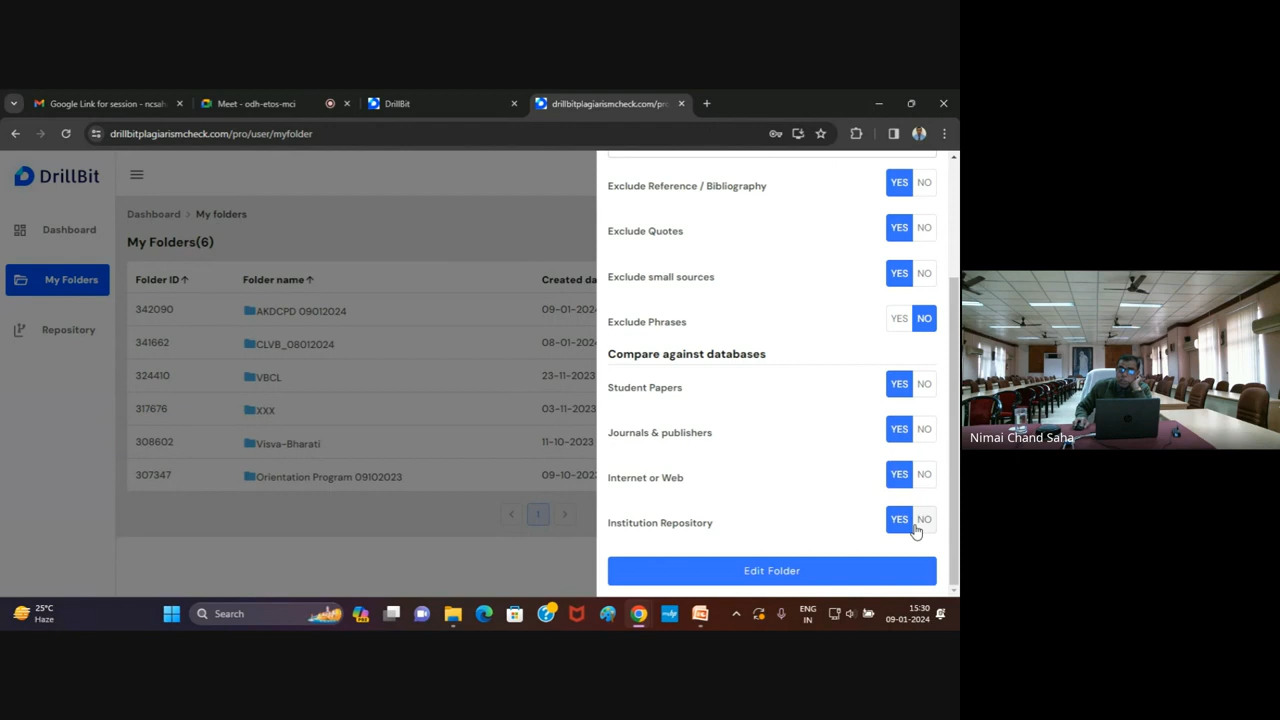 Google Link for session - ncsah
Meet - odh-etos-mci
DrillBit
drillbitplagiarismcheck.com/pro
drillbitplagiarismcheck.com/pro/user/myfolder
DrillBit
Dashboard
My Folders
Repository
Dashboard > My folders
My Folders(6)
Folder ID Folder name Created da
342090 AKDCPD 09012024 09-01-2024
341662 CLVB_08012024 08-01-2024
324410 VBCL 23-11-2023
317676 XXX 03-11-2023
308602 Visva-Bharati 11-10-2023
307347 Orientation Program 09102023 09-10-2023
1
Exclude Reference / Bibliography YES NO
Exclude Quotes YES NO
Exclude small sources YES NO
Exclude Phrases YES NO
Compare against databases
Student Papers YES NO
Journals & publishers YES NO
Internet or Web YES NO
Institution Repository YES NO
Edit Folder
Nimai Chand Saha
25°C
Haze
Search
ENG
IN
15:30
09-01-2024